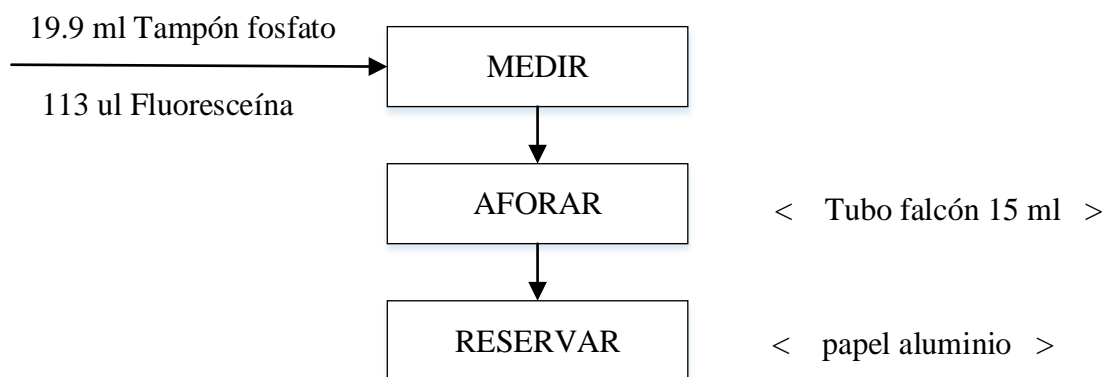 19.9 ml Tampón fosfato
113 ul Fluoresceína
MEDIR
AFORAR
< Tubo falcón 15 ml >
RESERVAR
< papel aluminio >